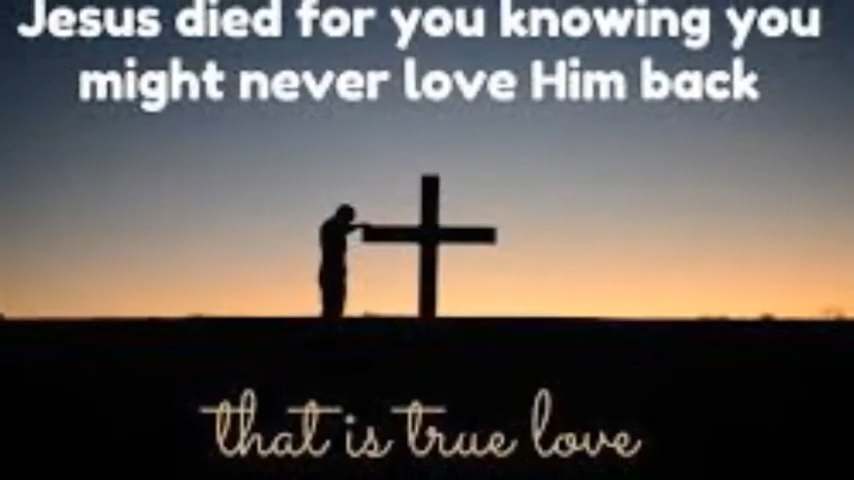 Jesus died for you knowing you
might never love Him back
that is true love